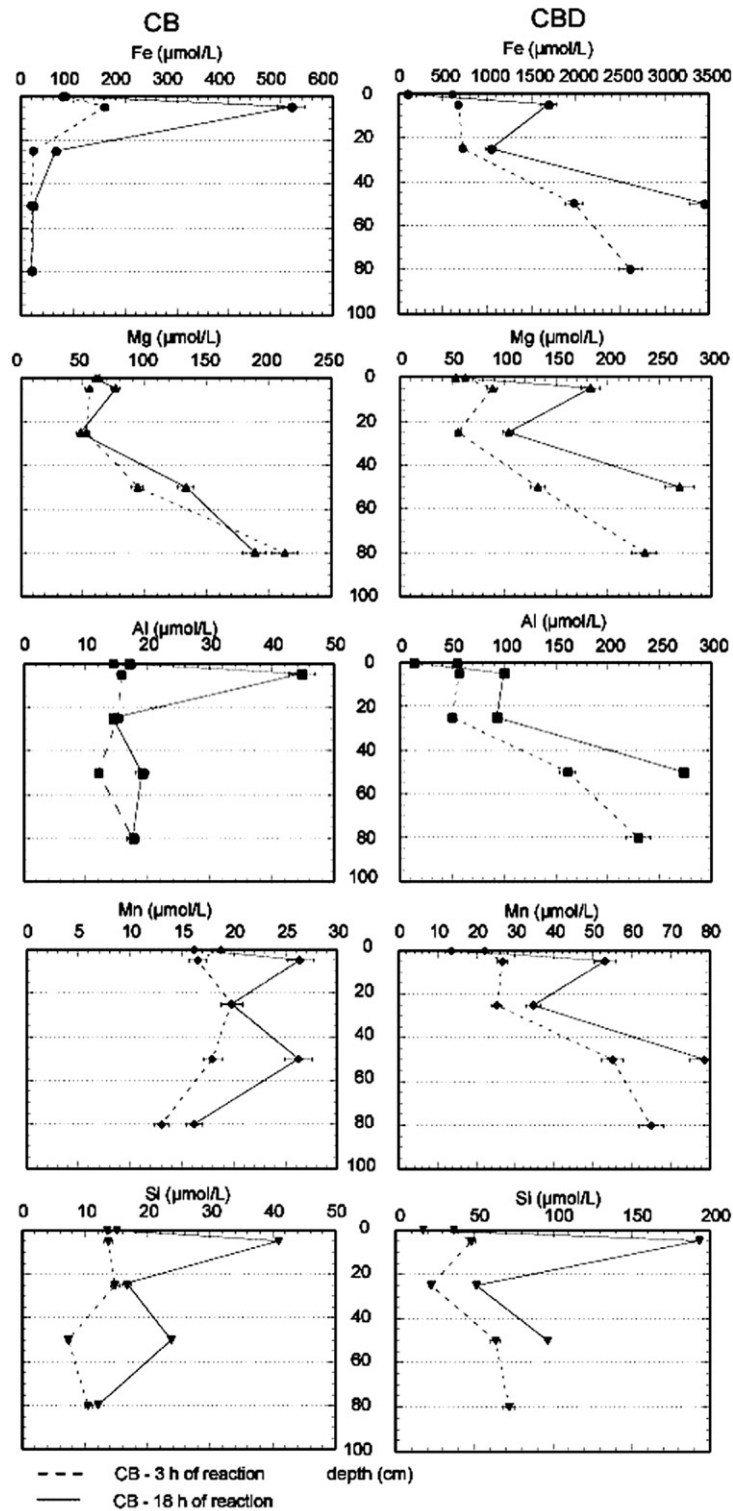 CB CBD
Fe (µmol/L) Fe (µmol/L)
0 100 200 300 400 500 600 0 500 1000 1500 2000 2500 3000 3500
0
20
40
60
80
100
Mg (µmol/L) Mg (µmol/L)
0 50 100 150 200 250 0 50 100 150 200 250 300
0
20
40
60
80
100
Al (µmol/L) Al (µmol/L)
0 10 20 30 40 50 0 50 100 150 200 250 300
0
20
40
60
80
100
Mn (µmol/L) Mn (µmol/L)
0 5 10 15 20 25 30 0 10 20 30 40 50 60 70 80
0
20
40
60
80
100
Si (µmol/L) Si (µmol/L)
0 10 20 30 40 50 0 50 100 150 200
0
20
40
60
80
100
CB - 3 h of reaction depth (cm)
CB - 18 h of reaction